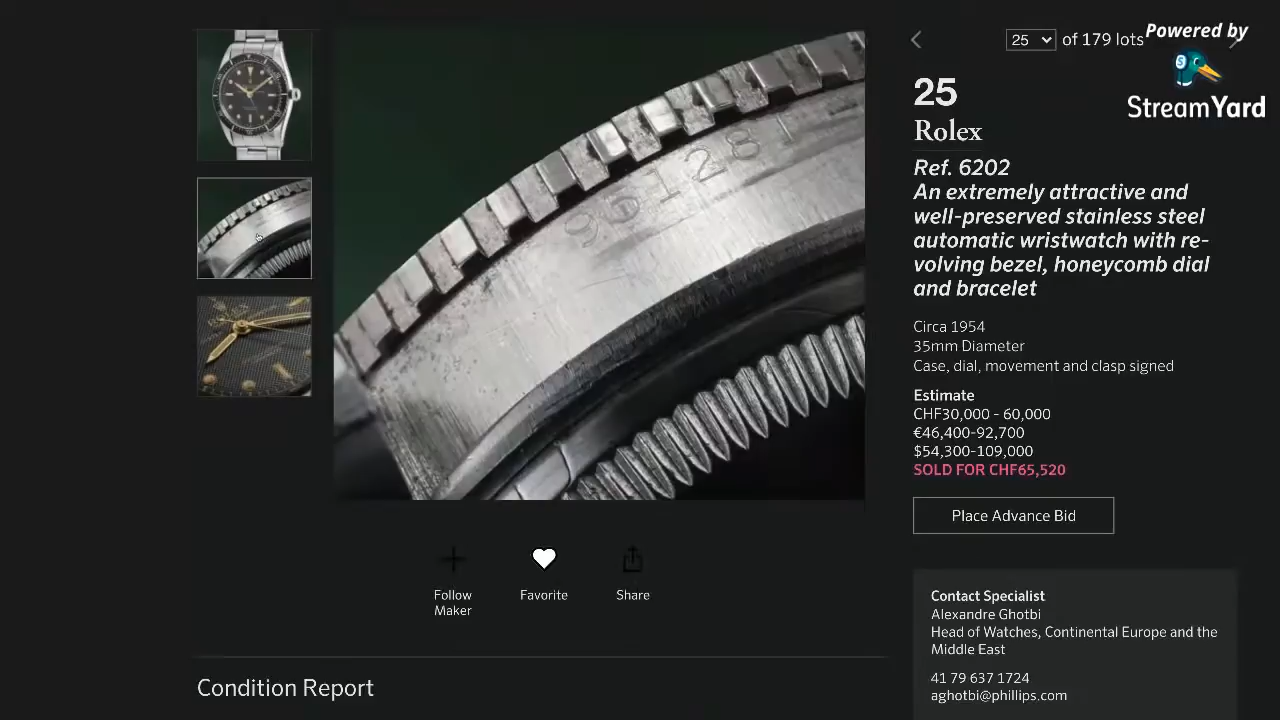 25 of 179 lots
Powered by
StreamYard
25
Rolex
Ref. 6202
An extremely attractive and
well-preserved stainless steel
automatic wristwatch with re-
volving bezel, honeycomb dial
and bracelet
Circa 1954
35mm Diameter
Case, dial, movement and clasp signed
Estimate
CHF30,000 - 60,000
€46,400-92,700
$54,300-109,000
SOLD FOR CHF65,520
Place Advance Bid
Follow
Maker
Favorite
Share
Contact Specialist
Alexandre Ghotbi
Head of Watches, Continental Europe and the
Middle East
41 79 637 1724
aghotbi@phillips.com
Condition Report